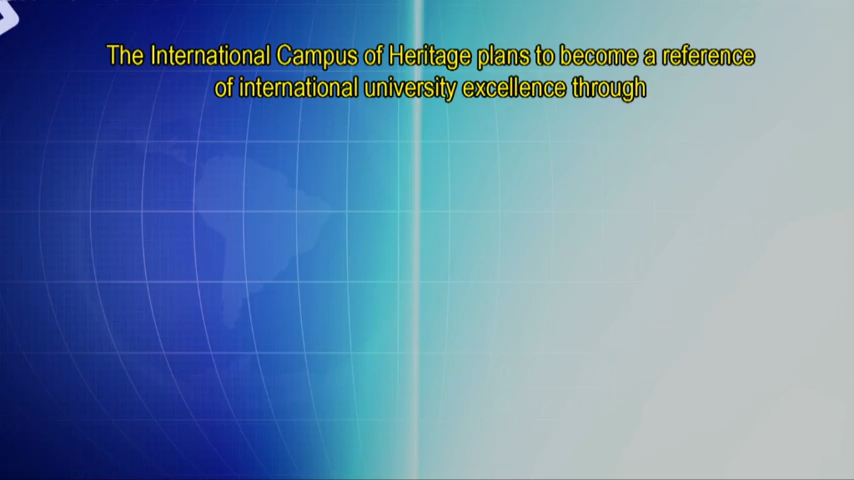 The International Campus of Heritage plans to become a reference
of international university excellence through